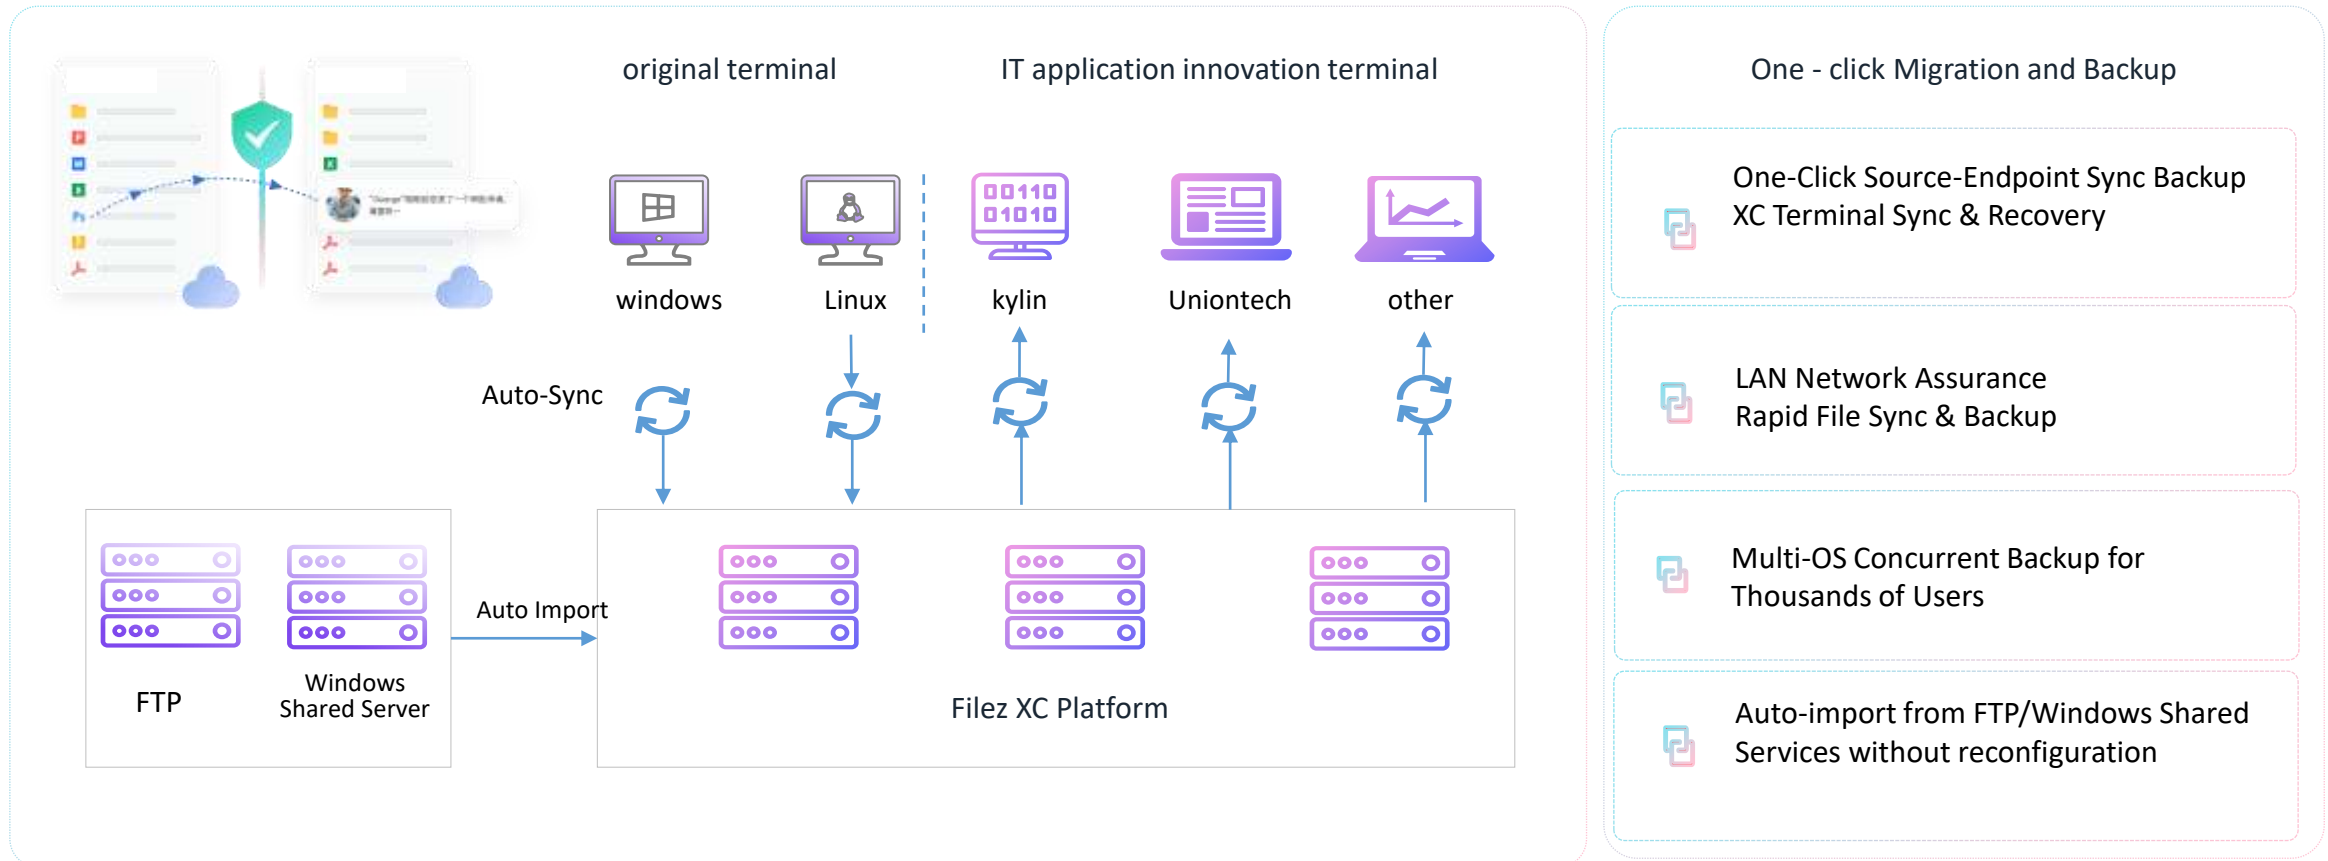 original terminal
IT application innovation terminal
windows
Linux
kylin
Uniontech
other
Auto-Sync
Auto Import
FTP
Windows
Shared Server
Filez XC Platform
One - click Migration and Backup
One-Click Source-Endpoint Sync Backup
XC Terminal Sync & Recovery
LAN Network Assurance
Rapid File Sync & Backup
Multi-OS Concurrent Backup for
Thousands of Users
Auto-import from FTP/Windows Shared
Services without reconfiguration
00110
01010